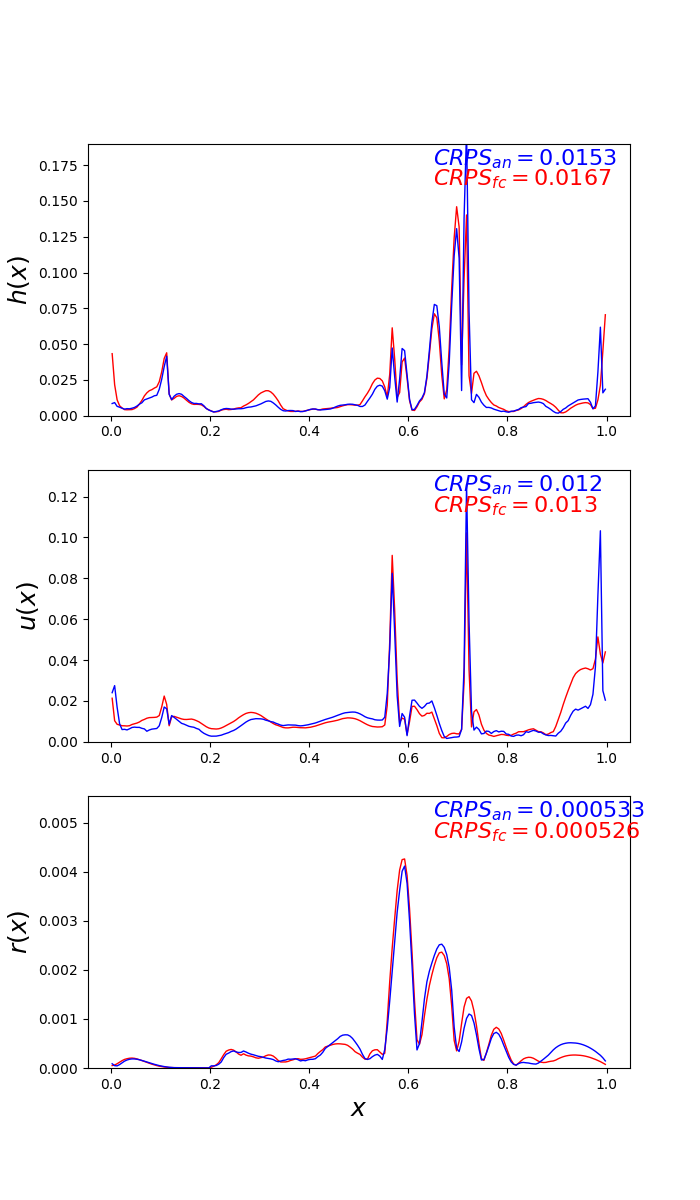 CRPS_an = 0.0153
CRPS_fc = 0.0167
h(x)
0.175
0.150
0.125
0.100
0.075
0.050
0.025
0.000
0.0 0.2 0.4 0.6 0.8 1.0
CRPS_an = 0.012
CRPS_fc = 0.013
u(x)
0.12
0.10
0.08
0.06
0.04
0.02
0.00
0.0 0.2 0.4 0.6 0.8 1.0
CRPS_an = 0.000533
CRPS_fc = 0.000526
r(x)
0.005
0.004
0.003
0.002
0.001
0.000
0.0 0.2 0.4 0.6 0.8 1.0
x